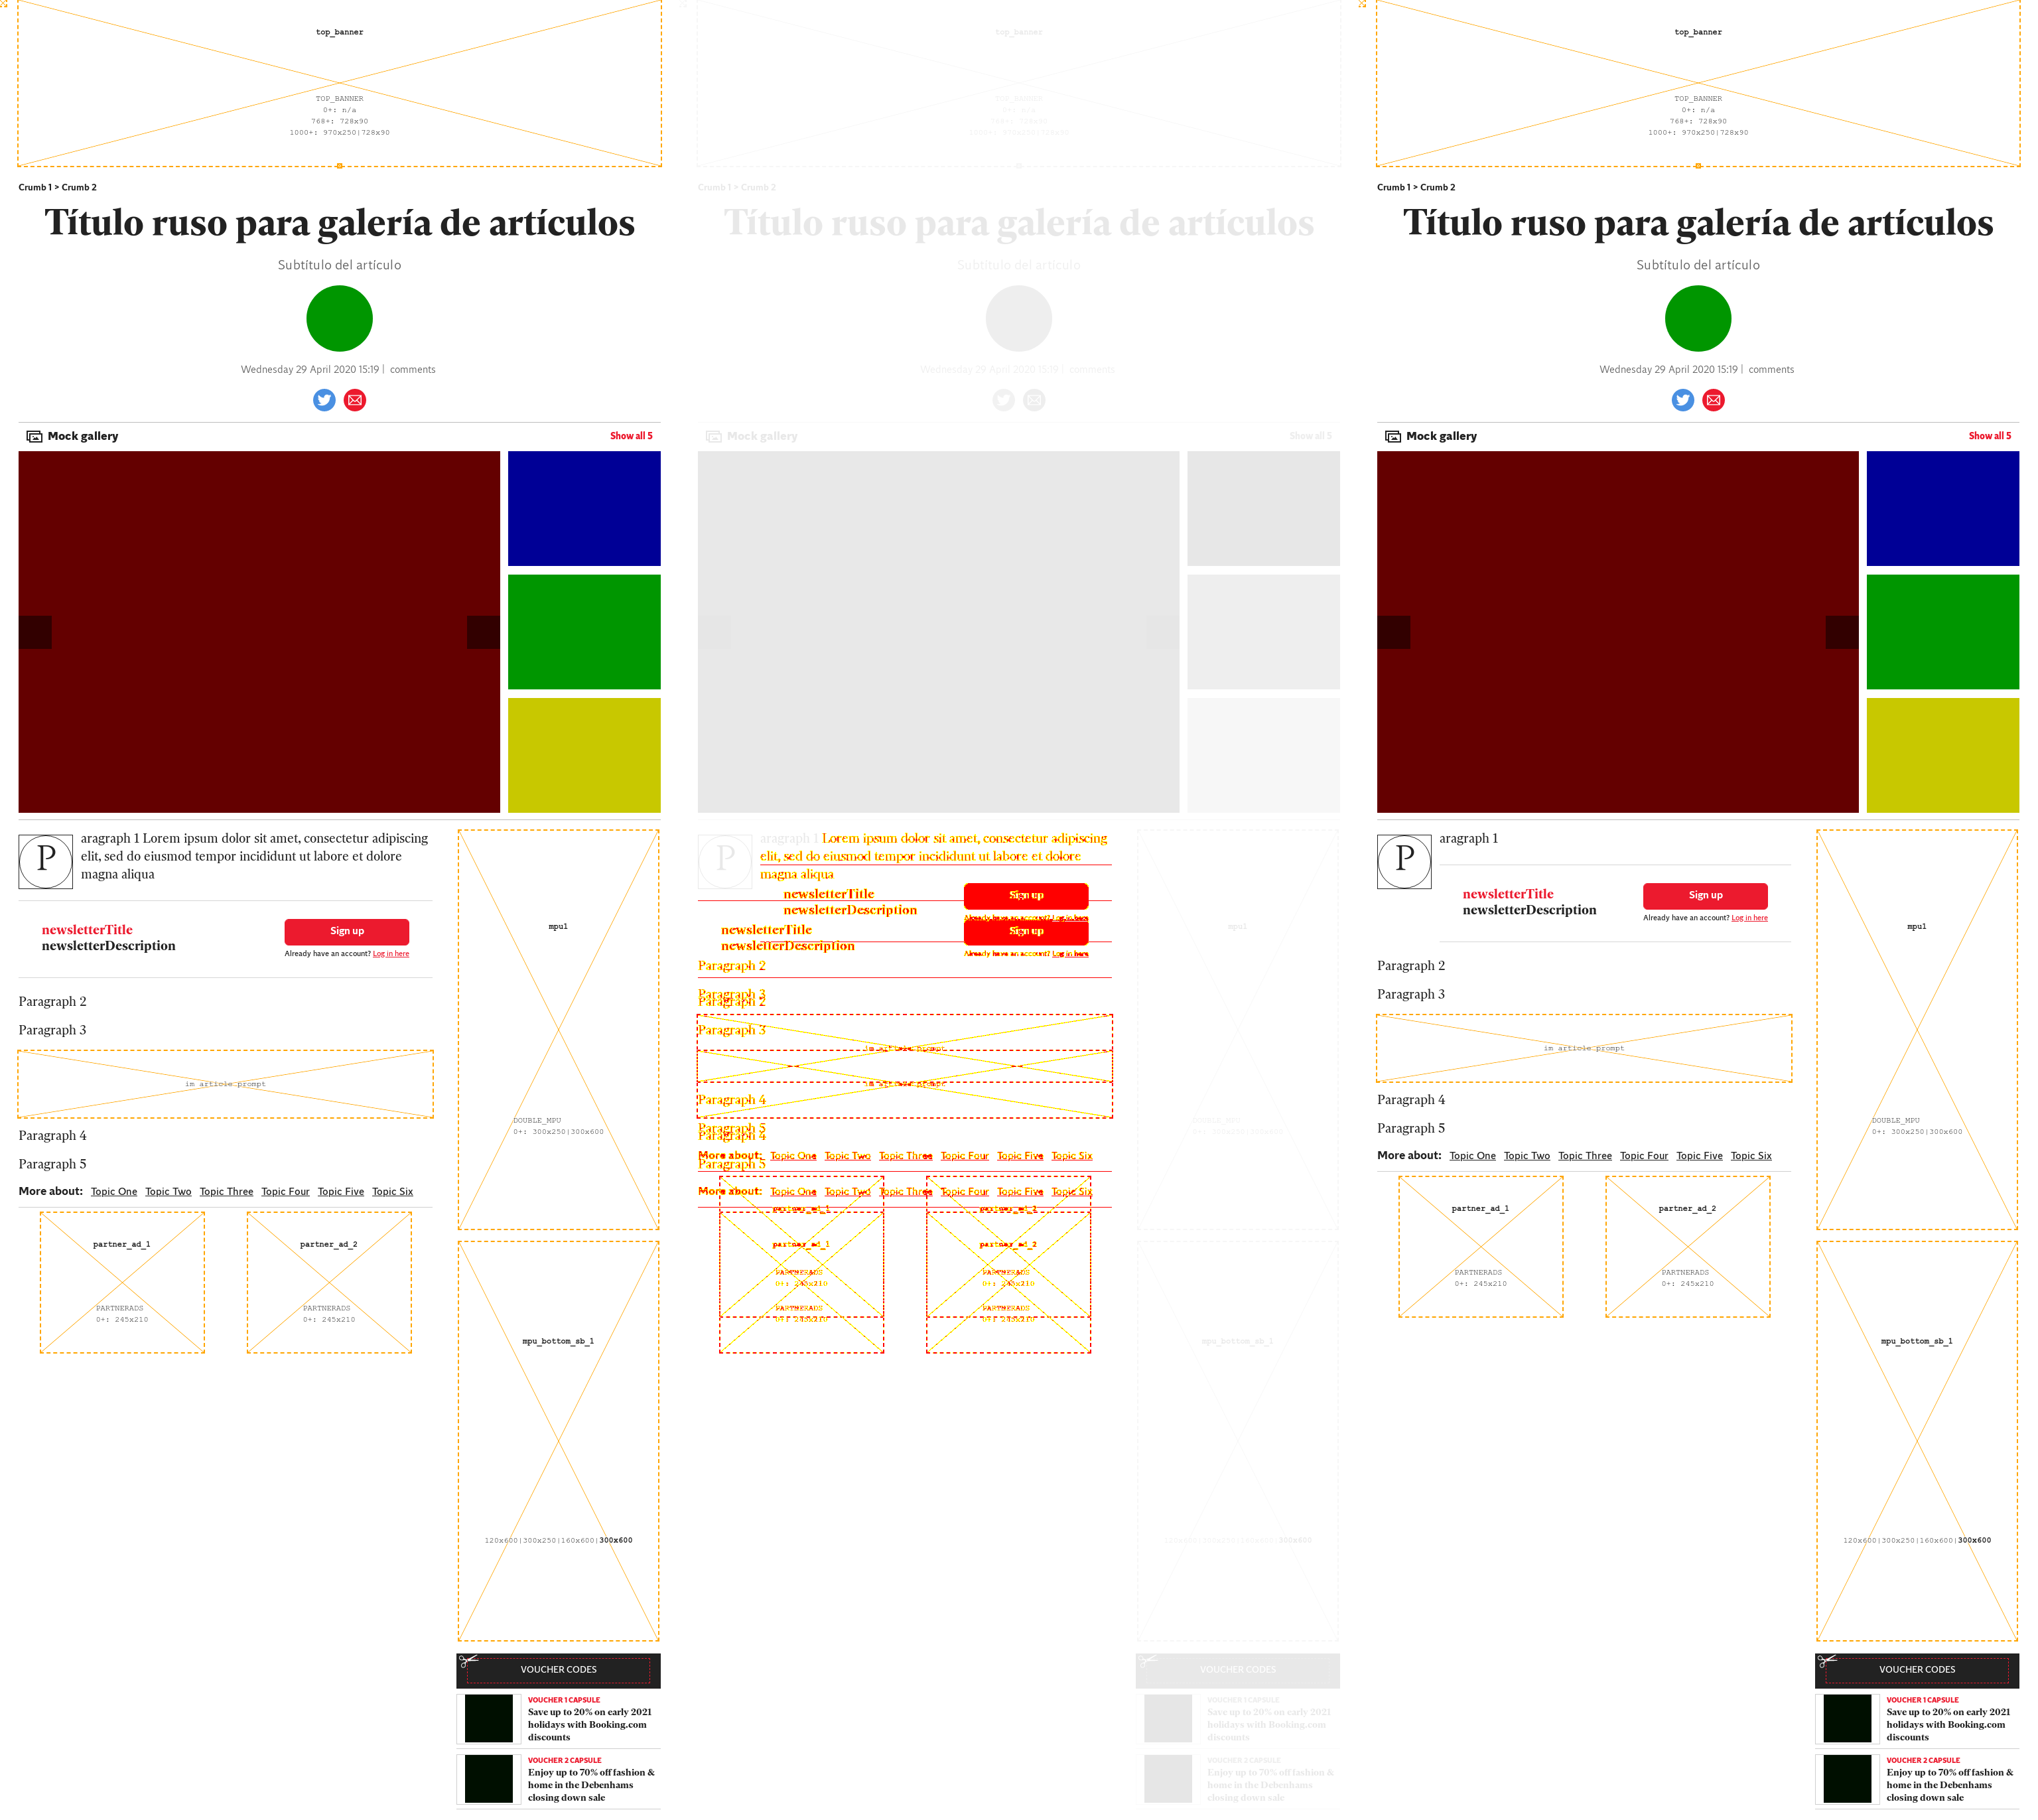 top_banner
TOP_BANNER
0+: n/a
768+: 728x90
1000+: 970x250|728x90
Crumb 1 > Crumb 2
Título ruso para galería de artículos
Subtítulo del artículo
Wednesday 29 April 2020 15:19 | comments
Mock gallery
Show all 5
Paragraph 1 Lorem ipsum dolor sit amet, consectetur adipiscing
elit, sed do eiusmod tempor incididunt ut labore et dolore
magna aliqua
newsletterTitle
newsletterDescription
Sign up
Already have an account? Log in here
Paragraph 2
Paragraph 3
im article prompt
Paragraph 4
Paragraph 5
More about: Topic One Topic Two Topic Three Topic Four Topic Five Topic Six
partner_ad_1
PARTNERADS
0+: 245x210
partner_ad_2
PARTNERADS
0+: 245x210
mpu1
DOUBLE_MPU
0+: 300x250|300x600
mpu_bottom_sb_1
120x600|300x250|160x600|300x600
VOUCHER CODES
VOUCHER 1 CAPSULE
Save up to 20% on early 2021
holidays with Booking.com
discounts
VOUCHER 2 CAPSULE
Enjoy up to 70% off fashion &
home in the Debenhams
closing down sale
top_banner
TOP_BANNER
Crumb 1 > Crumb 2
Título ruso para galería de artículos
Subtítulo del artículo
Wednesday 29 April 2020 15:19 | comments
Mock gallery
Show all 5
Paragraph 1 Lorem ipsum dolor sit amet, consectetur adipiscing
elit, sed do eiusmod tempor incididunt ut labore et dolore
magna aliqua
newsletterTitle
newsletterDescription
Sign up
Already have an account? Log in here
newsletterTitle
newsletterDescription
Sign up
Already have an account? Log in here
Paragraph 2
Paragraph 3
Paragraph 2
Paragraph 3
im article prompt
im article prompt
Paragraph 4
Paragraph 5
Paragraph 4
More about: Topic One Topic Two Topic Three Topic Four Topic Five Topic Six
Paragraph 5
More about: Topic One Topic Two Topic Three Topic Four Topic Five Topic Six
partner_ad_1
partner_ad_2
partner_ad_1
partner_ad_2
PARTNERADS
0+: 245x210
PARTNERADS
0+: 245x210
PARTNERADS
0+: 245x210
PARTNERADS
0+: 245x210
mpu1
mpu_bottom_sb_1
VOUCHER CODES
VOUCHER 1 CAPSULE
Save up to 20% on early 2021
holidays with Booking.com
discounts
VOUCHER 2 CAPSULE
Enjoy up to 70% off fashion &
home in the Debenhams
closing down sale
top_banner
TOP_BANNER
0+: n/a
768+: 728x90
1000+: 970x250|728x90
Crumb 1 > Crumb 2
Título ruso para galería de artículos
Subtítulo del artículo
Wednesday 29 April 2020 15:19 | comments
Mock gallery
Show all 5
Paragraph 1
newsletterTitle
newsletterDescription
Sign up
Already have an account? Log in here
Paragraph 2
Paragraph 3
im article prompt
Paragraph 4
Paragraph 5
More about: Topic One Topic Two Topic Three Topic Four Topic Five Topic Six
partner_ad_1
PARTNERADS
0+: 245x210
partner_ad_2
PARTNERADS
0+: 245x210
mpu1
DOUBLE_MPU
0+: 300x250|300x600
mpu_bottom_sb_1
120x600|300x250|160x600|300x600
VOUCHER CODES
VOUCHER 1 CAPSULE
Save up to 20% on early 2021
holidays with Booking.com
discounts
VOUCHER 2 CAPSULE
Enjoy up to 70% off fashion &
home in the Debenhams
closing down sale